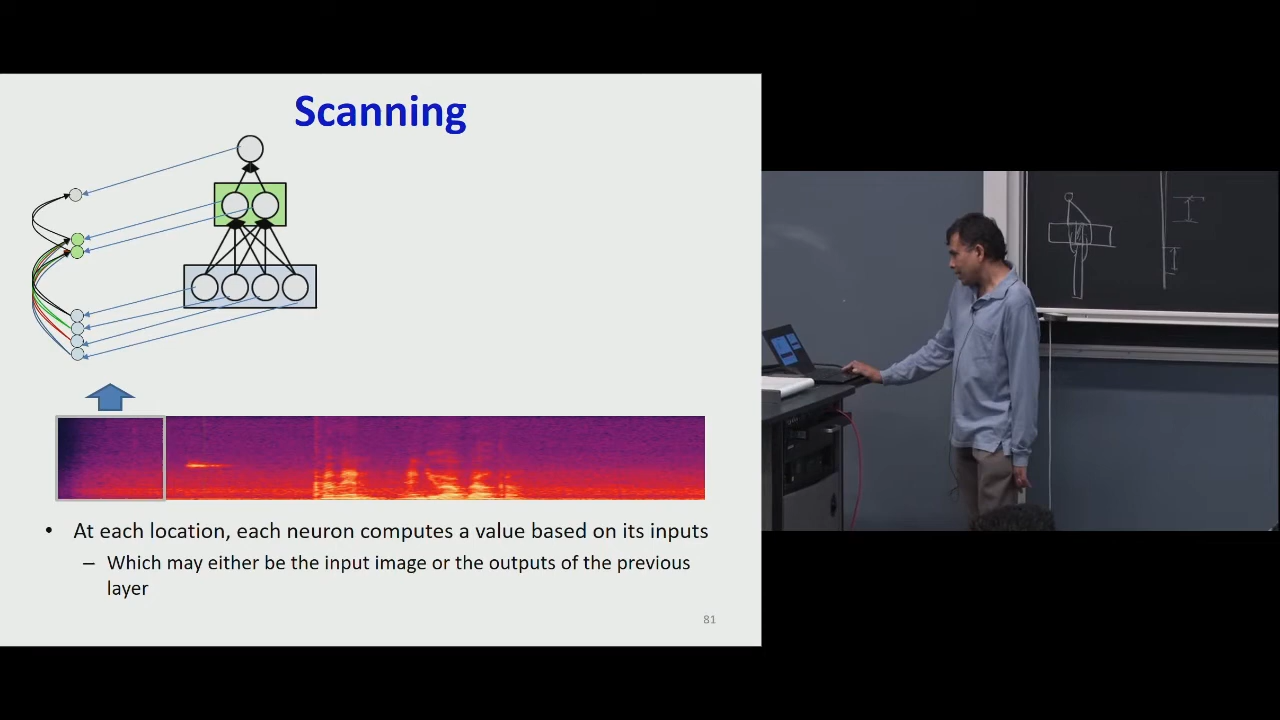 Scanning
• At each location, each neuron computes a value based on its inputs
– Which may either be the input image or the outputs of the previous
layer
81